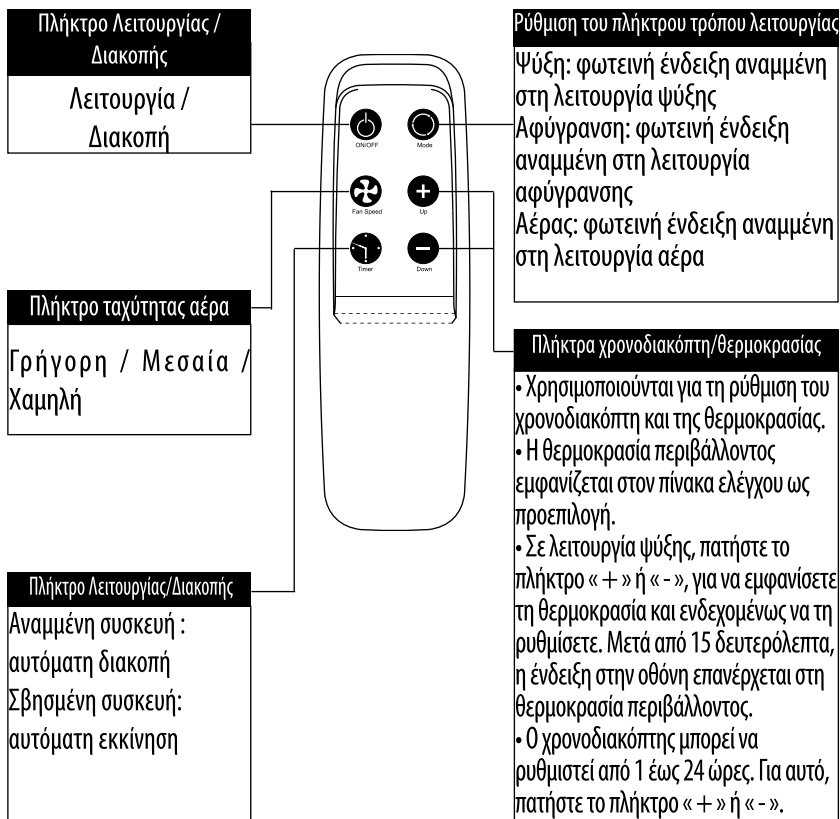 Πλήκτρο Λειτουργίας /
Διακοπής
Λειτουργία /
Διακοπή
Πλήκτρο ταχύτητας αέρα
Γρήγορη / Μεσαία /
Χαμηλή
Πλήκτρο Λειτουργίας/Διακοπής
Αναμμένη συσκευή :
αυτόματη διακοπή
Σβησμένη συσκευή:
αυτόματη εκκίνηση
ON/OFF
Mode
Fan Speed
Up
Timer
Down
Ρύθμιση του πλήκτρου τρόπου λειτουργίας
Ψύξη: φωτεινή ένδειξη αναμμένη
στη λειτουργία ψύξης
Αφύγρανση: φωτεινή ένδειξη
αναμμένη στη λειτουργία
αφύγρανσης
Αέρας: φωτεινή ένδειξη αναμμένη
στη λειτουργία αέρα
Πλήκτρα χρονοδιακόπτη/θερμοκρασίας
• Χρησιμοποιούνται για τη ρύθμιση του
χρονοδιακόπτη και της θερμοκρασίας.
• Η θερμοκρασία περιβάλλοντος
εμφανίζεται στον πίνακα ελέγχου ως
προεπιλογή.
• Σε λειτουργία ψύξης, πατήστε το
πλήκτρο « + » ή « - », για να εμφανίσετε
τη θερμοκρασία και ενδεχομένως να τη
ρυθμίσετε. Μετά από 15 δευτερόλεπτα,
η ένδειξη στην οθόνη επανέρχεται στη
θερμοκρασία περιβάλλοντος.
• Ο χρονοδιακόπτης μπορεί να
ρυθμιστεί από 1 έως 24 ώρες. Για αυτό,
πατήστε το πλήκτρο « + » ή « - ».